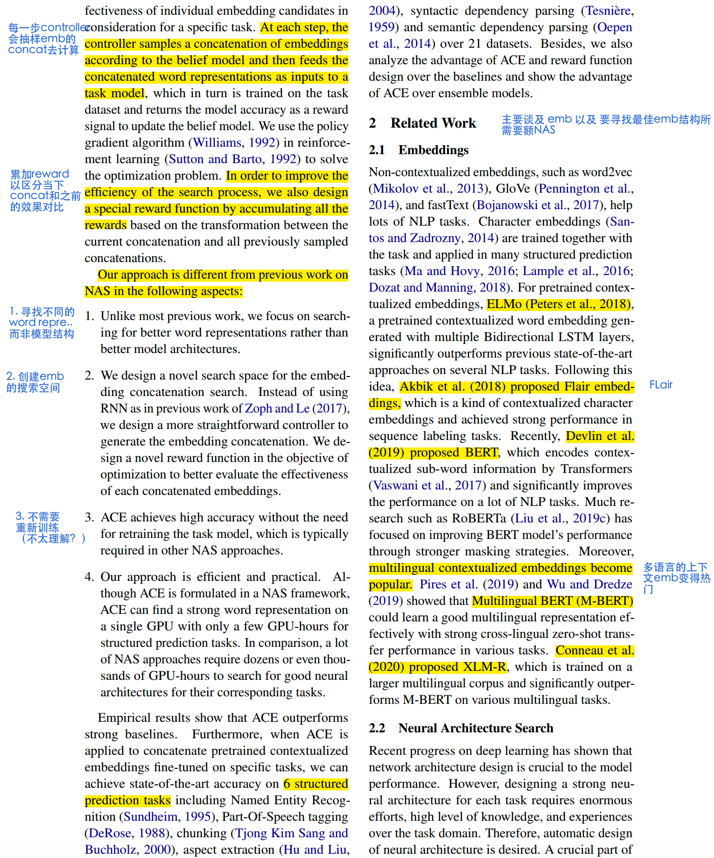 fectiveness of individual embedding candidates in
consideration for a specific task. At each step, the
controller samples a concatenation of embeddings
according to the belief model and then feeds the
concatenated word representations as inputs to a
task model, which in turn is trained on the task
dataset and returns the model accuracy as a reward
signal to update the belief model. We use the policy
gradient algorithm (Williams, 1992) in reinforce-
ment learning (Sutton and Barto, 1992) to solve
the optimization problem. In order to improve the
efficiency of the search process, we also design
a special reward function by accumulating all the
rewards based on the transformation between the
current concatenation and all previously sampled
concatenations.
Our approach is different from previous work on
NAS in the following aspects:
1. Unlike most previous work, we focus on search-
ing for better word representations rather than
better model architectures.
2. We design a novel search space for the embed-
ding concatenation search. Instead of using
RNN as in previous work of Zoph and Le (2017),
we design a more straightforward controller to
generate the embedding concatenation. We de-
sign a novel reward function in the objective of
optimization to better evaluate the effectiveness
of each concatenated embeddings.
3. ACE achieves high accuracy without the need
for retraining the task model, which is typically
required in other NAS approaches.
4. Our approach is efficient and practical. Al-
though ACE is formulated in a NAS framework,
ACE can find a strong word representation on
a single GPU with only a few GPU-hours for
structured prediction tasks. In comparison, a lot
of NAS approaches require dozens or even thou-
sands of GPU-hours to search for good neural
architectures for their corresponding tasks.
Empirical results show that ACE outperforms
strong baselines. Furthermore, when ACE is
applied to concatenate pretrained contextualized
embeddings fine-tuned on specific tasks, we can
achieve state-of-the-art accuracy on 6 structured
prediction tasks including Named Entity Recog-
nition (Sundheim, 1995), Part-Of-Speech tagging
(DeRose, 1988), chunking (Tjong Kim Sang and
Buchholz, 2000), aspect extraction (Hu and Liu,
每一步controller
会抽样emb的
concat去计算
累加reward
以区分当下
concat和之前
的效果对比
1. 寻找不同的
word repre..
而非模型结构
2. 创建emb
的搜索空间
3. 不需要
重新训练
（不太理解？）
2004), syntactic dependency parsing (Tesnière,
1959) and semantic dependency parsing (Oepen
et al., 2014) over 21 datasets. Besides, we also
analyze the advantage of ACE and reward function
design over the baselines and show the advantage
of ACE over ensemble models.
2 Related Work
主要谈及 emb 以及 要寻找最佳emb结构所
需要额NAS
2.1 Embeddings
Non-contextualized embeddings, such as word2vec
(Mikolov et al., 2013), GloVe (Pennington et al.,
2014), and fastText (Bojanowski et al., 2017), help
lots of NLP tasks. Character embeddings (San-
tos and Zadrozny, 2014) are trained together with
the task and applied in many structured prediction
tasks (Ma and Hovy, 2016; Lample et al., 2016;
Dozat and Manning, 2018). For pretrained contex-
tualized embeddings, ELMo (Peters et al., 2018),
a pretrained contextualized word embedding gen-
erated with multiple Bidirectional LSTM layers,
significantly outperforms previous state-of-the-art
approaches on several NLP tasks. Following this
idea, Akbik et al. (2018) proposed Flair embed-
dings, which is a kind of contextualized character
embeddings and achieved strong performance in
sequence labeling tasks. Recently, Devlin et al.
(2019) proposed BERT, which encodes contex-
tualized sub-word information by Transformers
(Vaswani et al., 2017) and significantly improves
the performance on a lot of NLP tasks. Much re-
search such as RoBERTa (Liu et al., 2019c) has
focused on improving BERT model's performance
through stronger masking strategies. Moreover,
multilingual contextualized embeddings become
popular. Pires et al. (2019) and Wu and Dredze
(2019) showed that Multilingual BERT (M-BERT)
could learn a good multilingual representation ef-
fectively with strong cross-lingual zero-shot trans-
fer performance in various tasks. Conneau et al.
(2020) proposed XLM-R, which is trained on a
larger multilingual corpus and significantly outper-
forms M-BERT on various multilingual tasks.
FLair
多语言的上下
文emb变得热
门
2.2 Neural Architecture Search
Recent progress on deep learning has shown that
network architecture design is crucial to the model
performance. However, designing a strong neu-
ral architecture for each task requires enormous
efforts, high level of knowledge, and experiences
over the task domain. Therefore, automatic design
of neural architecture is desired. A crucial part of